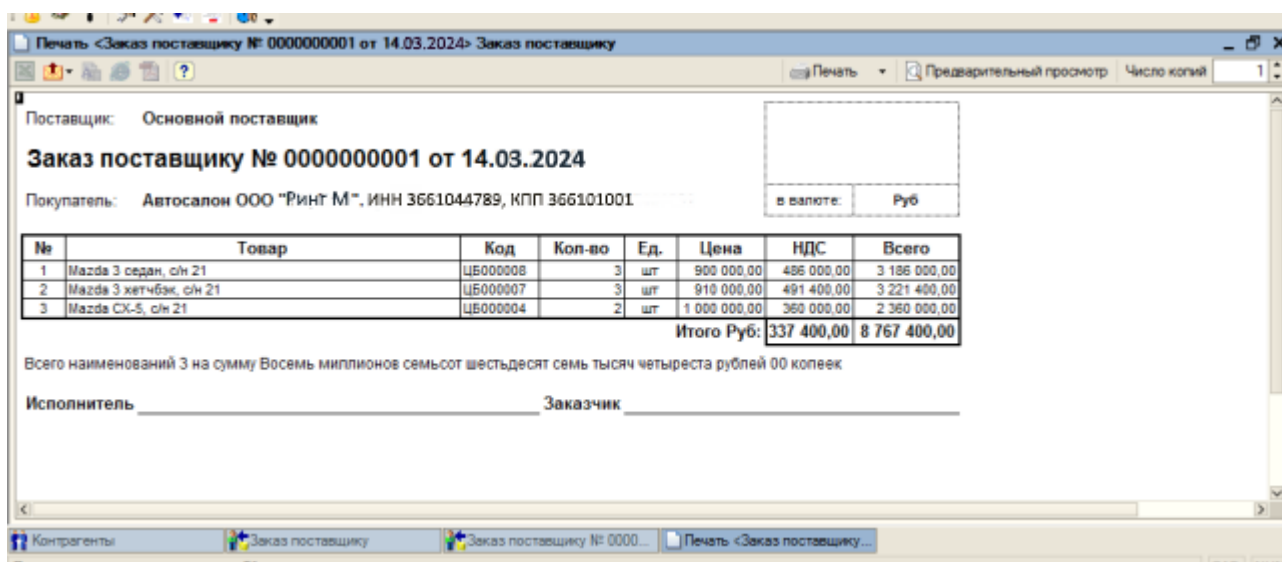 Печать <Заказ поставщику № 0000000001 от 14.03.2024> Заказ поставщику
Печать Предварительный просмотр Число копий 1
Поставщик: Основной поставщик
Заказ поставщику № 0000000001 от 14.03.2024
Покупатель: Автосалон ООО "Ринт М", ИНН 3661044789, КПП 366101001 в валюте: Руб
№ Товар Код Кол-во Ед. Цена НДС Всего
1 Mazda 3 седан, с/н 21 ЦБ000008 3 шт 900 000,00 486 000,00 3 186 000,00
2 Mazda 3 хетчбэк, с/н 21 ЦБ000007 3 шт 910 000,00 491 400,00 3 221 400,00
3 Mazda CX-5, с/н 21 ЦБ000004 2 шт 1 000 000,00 360 000,00 2 360 000,00
Итого Руб: 337 400,00 8 767 400,00
Всего наименований 3 на сумму Восемь миллионов семьсот шестьдесят семь тысяч четыреста рублей 00 копеек
Исполнитель Заказчик
Контрагенты Заказ поставщику Заказ поставщику № 0000... Печать <Заказ поставщику...